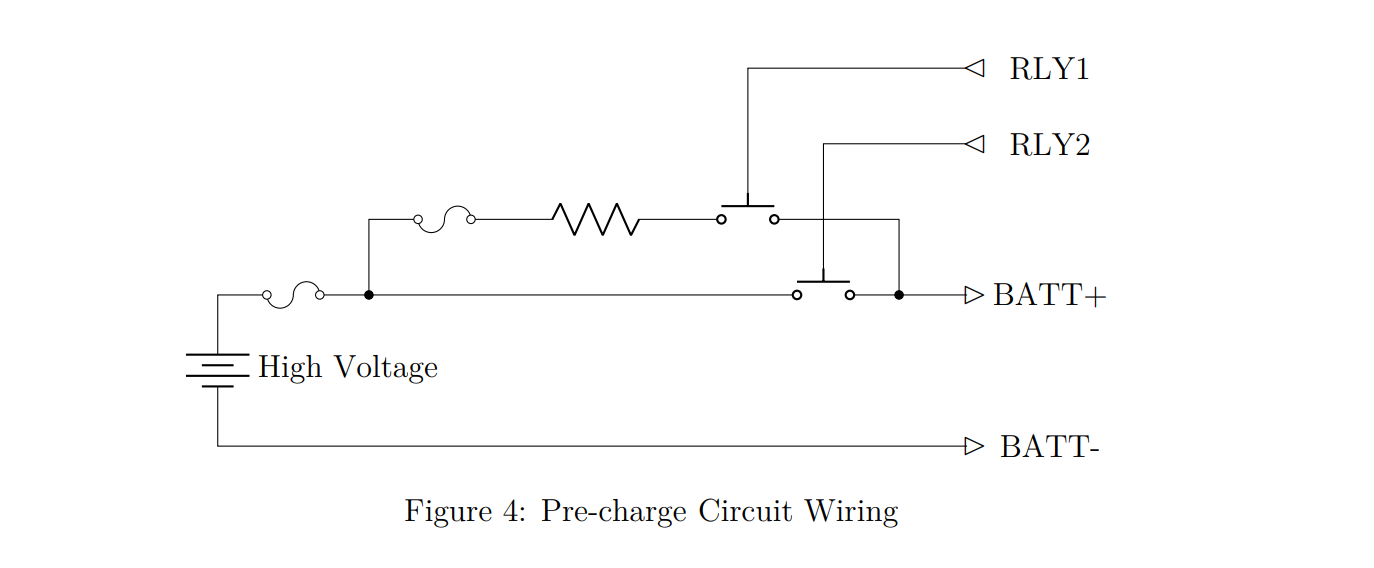 RLY1
RLY2
BATT+
High Voltage
BATT-
Figure 4: Pre-charge Circuit Wiring